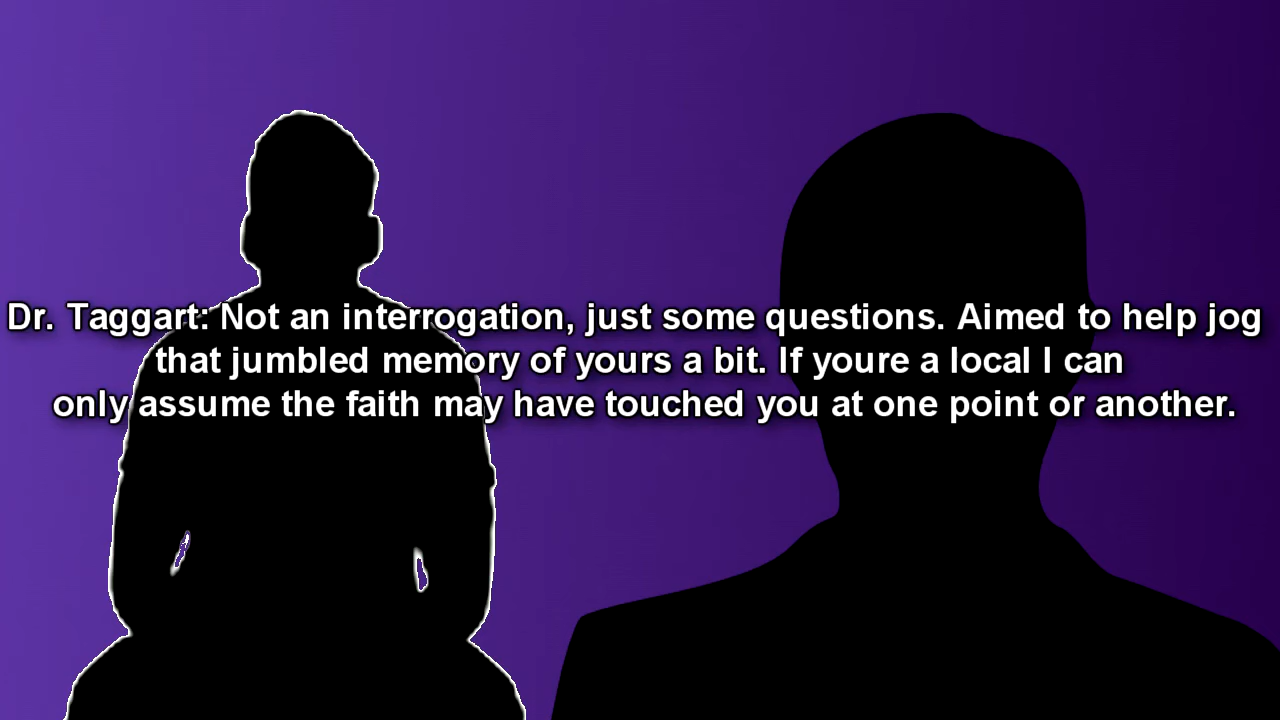 Dr. Taggart: Not an interrogation, just some questions. Aimed to help jog
that jumbled memory of yours a bit. If youre a local I can
only assume the faith may have touched you at one point or another.